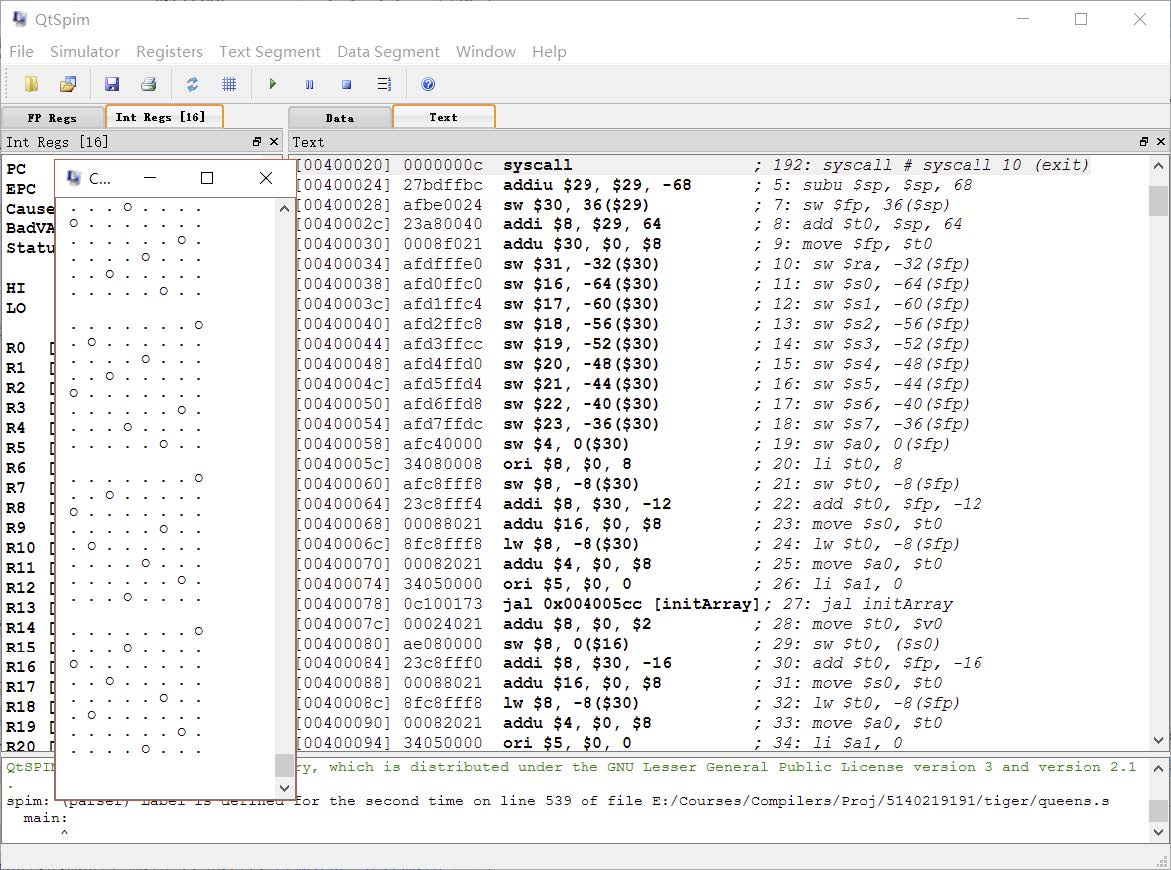 QtSpim
File Simulator Registers Text Segment Data Segment Window Help
FP Regs Int Regs [16] Data Text
Int Regs [16]
PC
EPC
Cause
BadVA
Statu
HI
LO
R0 [
R1 [
R2 [
R3 [
R4 [
R5 [
R6 [
R7 [
R8 [
R9 [
R10 [
R11 [
R12 [
R13 [
R14 [
R15 [
R16 [
R17 [
R18 [
R19 [
R20 [
C...
. . . o . . . .
o . . . . . . .
. . . . . . o .
. . . . o . . .
. . o . . . . .
. . . . . o . .
. . . . . . . o
. o . . . . . .
. . . . o . . .
. . o . . . . .
o . . . . . . .
. . . . . . o .
. . . o . . . .
. . . . . o . .
. . . . . . . o
. . o . . . . .
o . . . . . . .
. . . . . o . .
. o . . . . . .
. . . . o . . .
. . . . . . o .
. . . o . . . .
. . . . . . . o
. . . o . . . .
o . . . . . . .
. . o . . . . .
. . . . . o . .
. o . . . . . .
. . . . . . o .
. . . . o . . .
Text
[00400020] 0000000c syscall ; 192: syscall # syscall 10 (exit)
[00400024] 27bdffbc addiu $29, $29, -68 ; 5: subu $sp, $sp, 68
[00400028] afbe0024 sw $30, 36($29) ; 7: sw $fp, 36($sp)
[0040002c] 23a80040 addi $8, $29, 64 ; 8: add $t0, $sp, 64
[00400030] 0008f021 addu $30, $0, $8 ; 9: move $fp, $t0
[00400034] afdfffe0 sw $31, -32($30) ; 10: sw $ra, -32($fp)
[00400038] afd0ffc0 sw $16, -64($30) ; 11: sw $s0, -64($fp)
[0040003c] afd1ffc4 sw $17, -60($30) ; 12: sw $s1, -60($fp)
[00400040] afd2ffc8 sw $18, -56($30) ; 13: sw $s2, -56($fp)
[00400044] afd3ffcc sw $19, -52($30) ; 14: sw $s3, -52($fp)
[00400048] afd4ffd0 sw $20, -48($30) ; 15: sw $s4, -48($fp)
[0040004c] afd5ffd4 sw $21, -44($30) ; 16: sw $s5, -44($fp)
[00400050] afd6ffd8 sw $22, -40($30) ; 17: sw $s6, -40($fp)
[00400054] afd7ffdc sw $23, -36($30) ; 18: sw $s7, -36($fp)
[00400058] afc40000 sw $4, 0($30) ; 19: sw $a0, 0($fp)
[0040005c] 34080008 ori $8, $0, 8 ; 20: li $t0, 8
[00400060] afc8fff8 sw $8, -8($30) ; 21: sw $t0, -8($fp)
[00400064] 23c8fff4 addi $8, $30, -12 ; 22: add $t0, $fp, -12
[00400068] 00088021 addu $16, $0, $8 ; 23: move $s0, $t0
[0040006c] 8fc8fff8 lw $8, -8($30) ; 24: lw $t0, -8($fp)
[00400070] 00082021 addu $4, $0, $8 ; 25: move $a0, $t0
[00400074] 34050000 ori $5, $0, 0 ; 26: li $a1, 0
[00400078] 0c100173 jal 0x004005cc [initArray]; 27: jal initArray
[0040007c] 00024021 addu $8, $0, $2 ; 28: move $t0, $v0
[00400080] ae080000 sw $8, 0($16) ; 29: sw $t0, ($s0)
[00400084] 23c8fff0 addi $8, $30, -16 ; 30: add $t0, $fp, -16
[00400088] 00088021 addu $16, $0, $8 ; 31: move $s0, $t0
[0040008c] 8fc8fff8 lw $8, -8($30) ; 32: lw $t0, -8($fp)
[00400090] 00082021 addu $4, $0, $8 ; 33: move $a0, $t0
[00400094] 34050000 ori $5, $0, 0 ; 34: li $a1, 0
QtSPI ry, which is distributed under the GNU Lesser General Public License version 3 and version 2.1
.
spim: (parser) Label is defined for the second time on line 539 of file E:/Courses/Compilers/Proj/5140219191/tiger/queens.s
main:
^